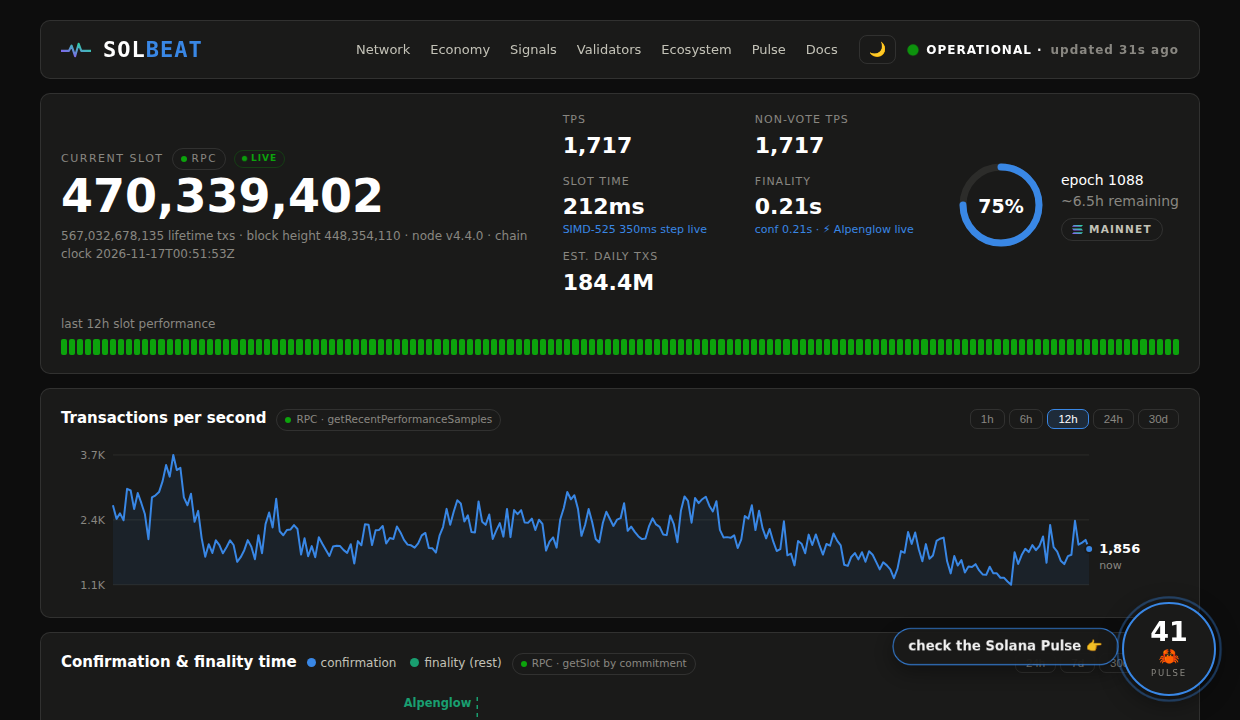 SOLBEAT
Network Economy Signals Validators Ecosystem Pulse Docs
OPERATIONAL · updated 31s ago
CURRENT SLOT RPC LIVE
470,339,402
567,032,678,135 lifetime txs · block height 448,354,110 · node v4.4.0 · chain
clock 2026-11-17T00:51:53Z
TPS
1,717
NON-VOTE TPS
1,717
SLOT TIME
212ms
SIMD-525 350ms step live
FINALITY
0.21s
conf 0.21s · ⚡ Alpenglow live
EST. DAILY TXS
184.4M
75%
epoch 1088
~6.5h remaining
MAINNET
last 12h slot performance
Transactions per second RPC · getRecentPerformanceSamples
1h 6h 12h 24h 30d
3.7K
2.4K
1.1K
1,856
now
Confirmation & finality time confirmation finality (rest) RPC · getSlot by commitment
Alpenglow
check the Solana Pulse 👉
41
🦀
PULSE